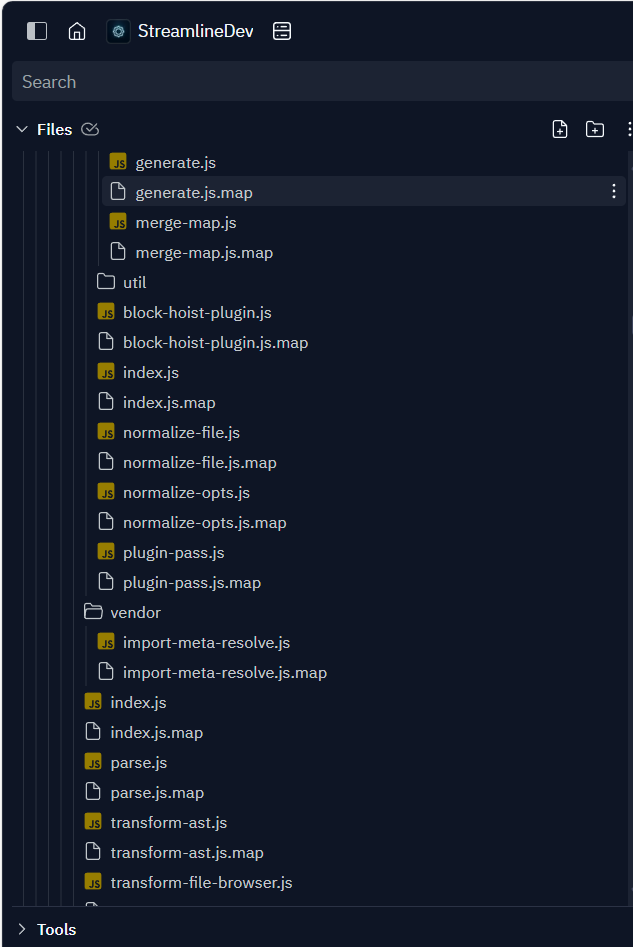 StreamlineDev
Search
Files
JS generate.js
generate.js.map
JS merge-map.js
merge-map.js.map
util
JS block-hoist-plugin.js
block-hoist-plugin.js.map
JS index.js
index.js.map
JS normalize-file.js
normalize-file.js.map
JS normalize-opts.js
normalize-opts.js.map
JS plugin-pass.js
plugin-pass.js.map
vendor
JS import-meta-resolve.js
import-meta-resolve.js.map
JS index.js
index.js.map
JS parse.js
parse.js.map
JS transform-ast.js
transform-ast.js.map
JS transform-file-browser.js
Tools